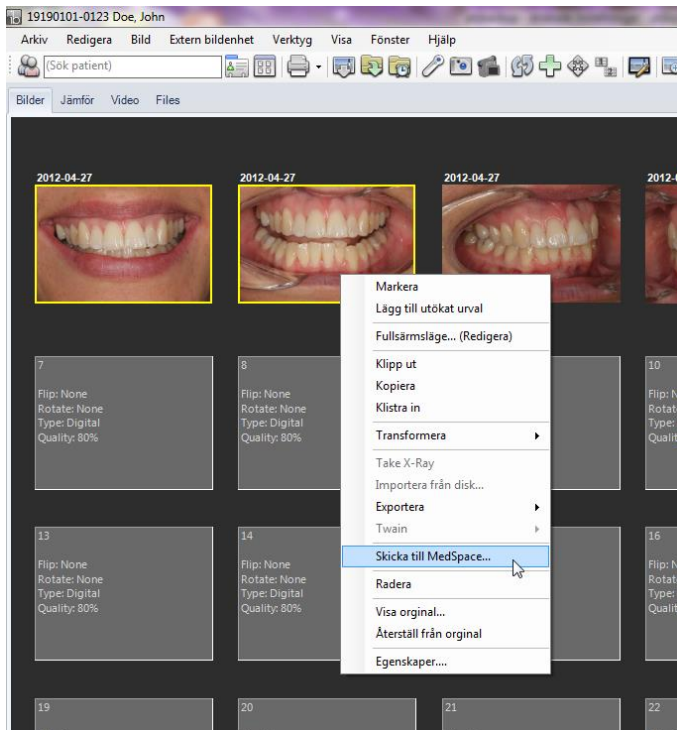 19190101-0123 Doe, John
Arkiv Redigera Bild Extern bildenhet Verktyg Visa Fönster Hjälp
(Sök patient)
Bilder Jämför Video Files
2012-04-27 2012-04-27 2012-04-27
Markera
Lägg till utökat urval
Fullsärmsläge... (Redigera)
Klipp ut
Kopiera
Klistra in
Transformera
Take X-Ray
Importera från disk...
Exportera
Twain
Skicka till MedSpace...
Radera
Visa orginal...
Återställ från orginal
Egenskaper....
7
Flip: None
Rotate: None
Type: Digital
Quality: 80%
8
Flip: None
Rotate: None
Type: Digital
Quality: 80%
10
13
Flip: None
Rotate: None
Type: Digital
Quality: 80%
14
Flip: None
Rotate: None
Type: Digital
Quality: 80%
16
19 20 21 22